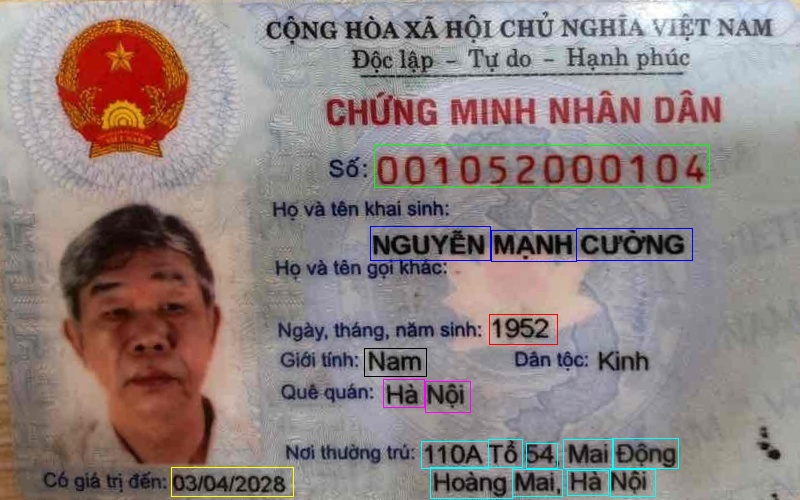 CỘNG HÒA XÃ HỘI CHỦ NGHĨA VIỆT NAM
Độc lập - Tự do - Hạnh phúc
CHỨNG MINH NHÂN DÂN
Số: 001052000104
Họ và tên khai sinh:
NGUYỄN MẠNH CƯỜNG
Họ và tên gọi khác:
Ngày, tháng, năm sinh: 1952
Giới tính: Nam Dân tộc: Kinh
Quê quán: Hà Nội
Nơi thường trú: 110A Tổ 54, Mai Động
Hoàng Mai, Hà Nội
Có giá trị đến: 03/04/2028
VIỆT NAM